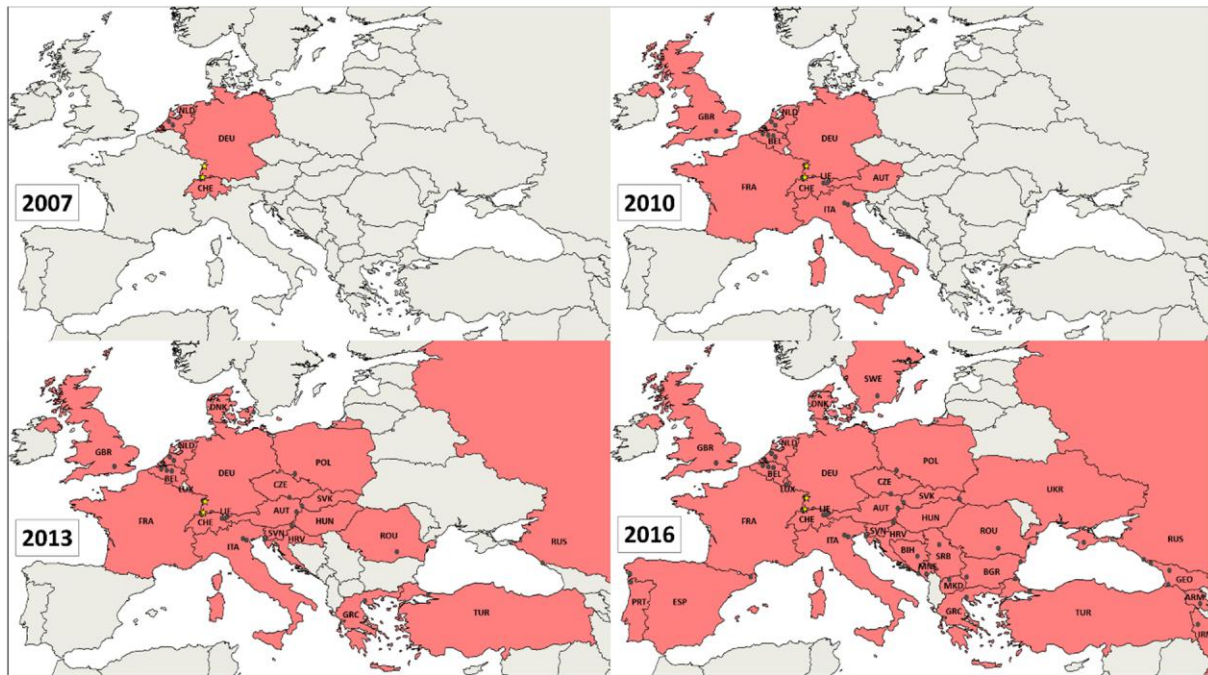 NLD
DEU
CHE
2007
GBR
NLD
BEL
DEU
FRA
CHE
LIE
AUT
ITA
2010
DNK
GBR
NLD
BEL
DEU
POL
LUX
CZE
SVK
FRA
CHE
LIE
AUT
HUN
SVN
HRV
ITA
ROU
RUS
GRC
TUR
2013
SWE
DNK
GBR
NLD
BEL
DEU
POL
LUX
CZE
SVK
UKR
FRA
CHE
LIE
AUT
HUN
SVN
HRV
ITA
BIH
SRB
ROU
RUS
MNE
MKD
BGR
GEO
PRT
ESP
GRC
TUR
ARM
2016